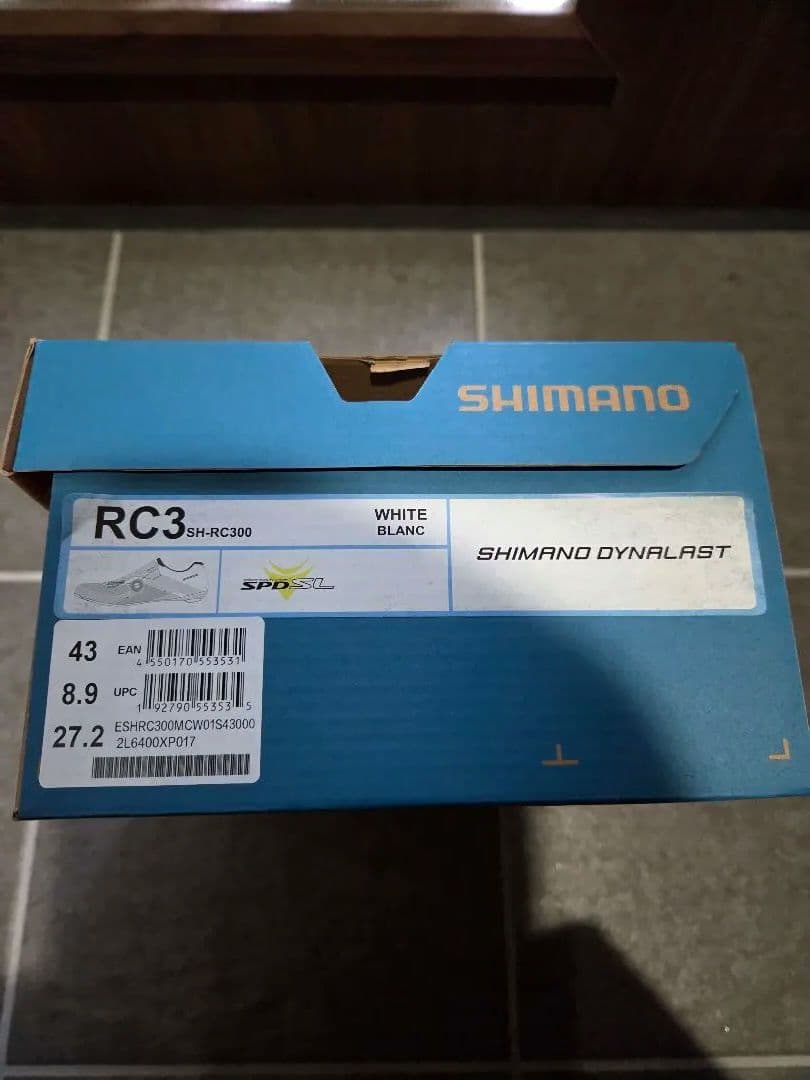 SHIMANO
RC3 SH-RC300
WHITE
BLANC
SHIMANO DYNALAST
SPD-SL
43
EAN
4 550170 553531
8.9
UPC
1 92790 55353 5
27.2
ESHRC300MCW01S43000
2L6400XP017